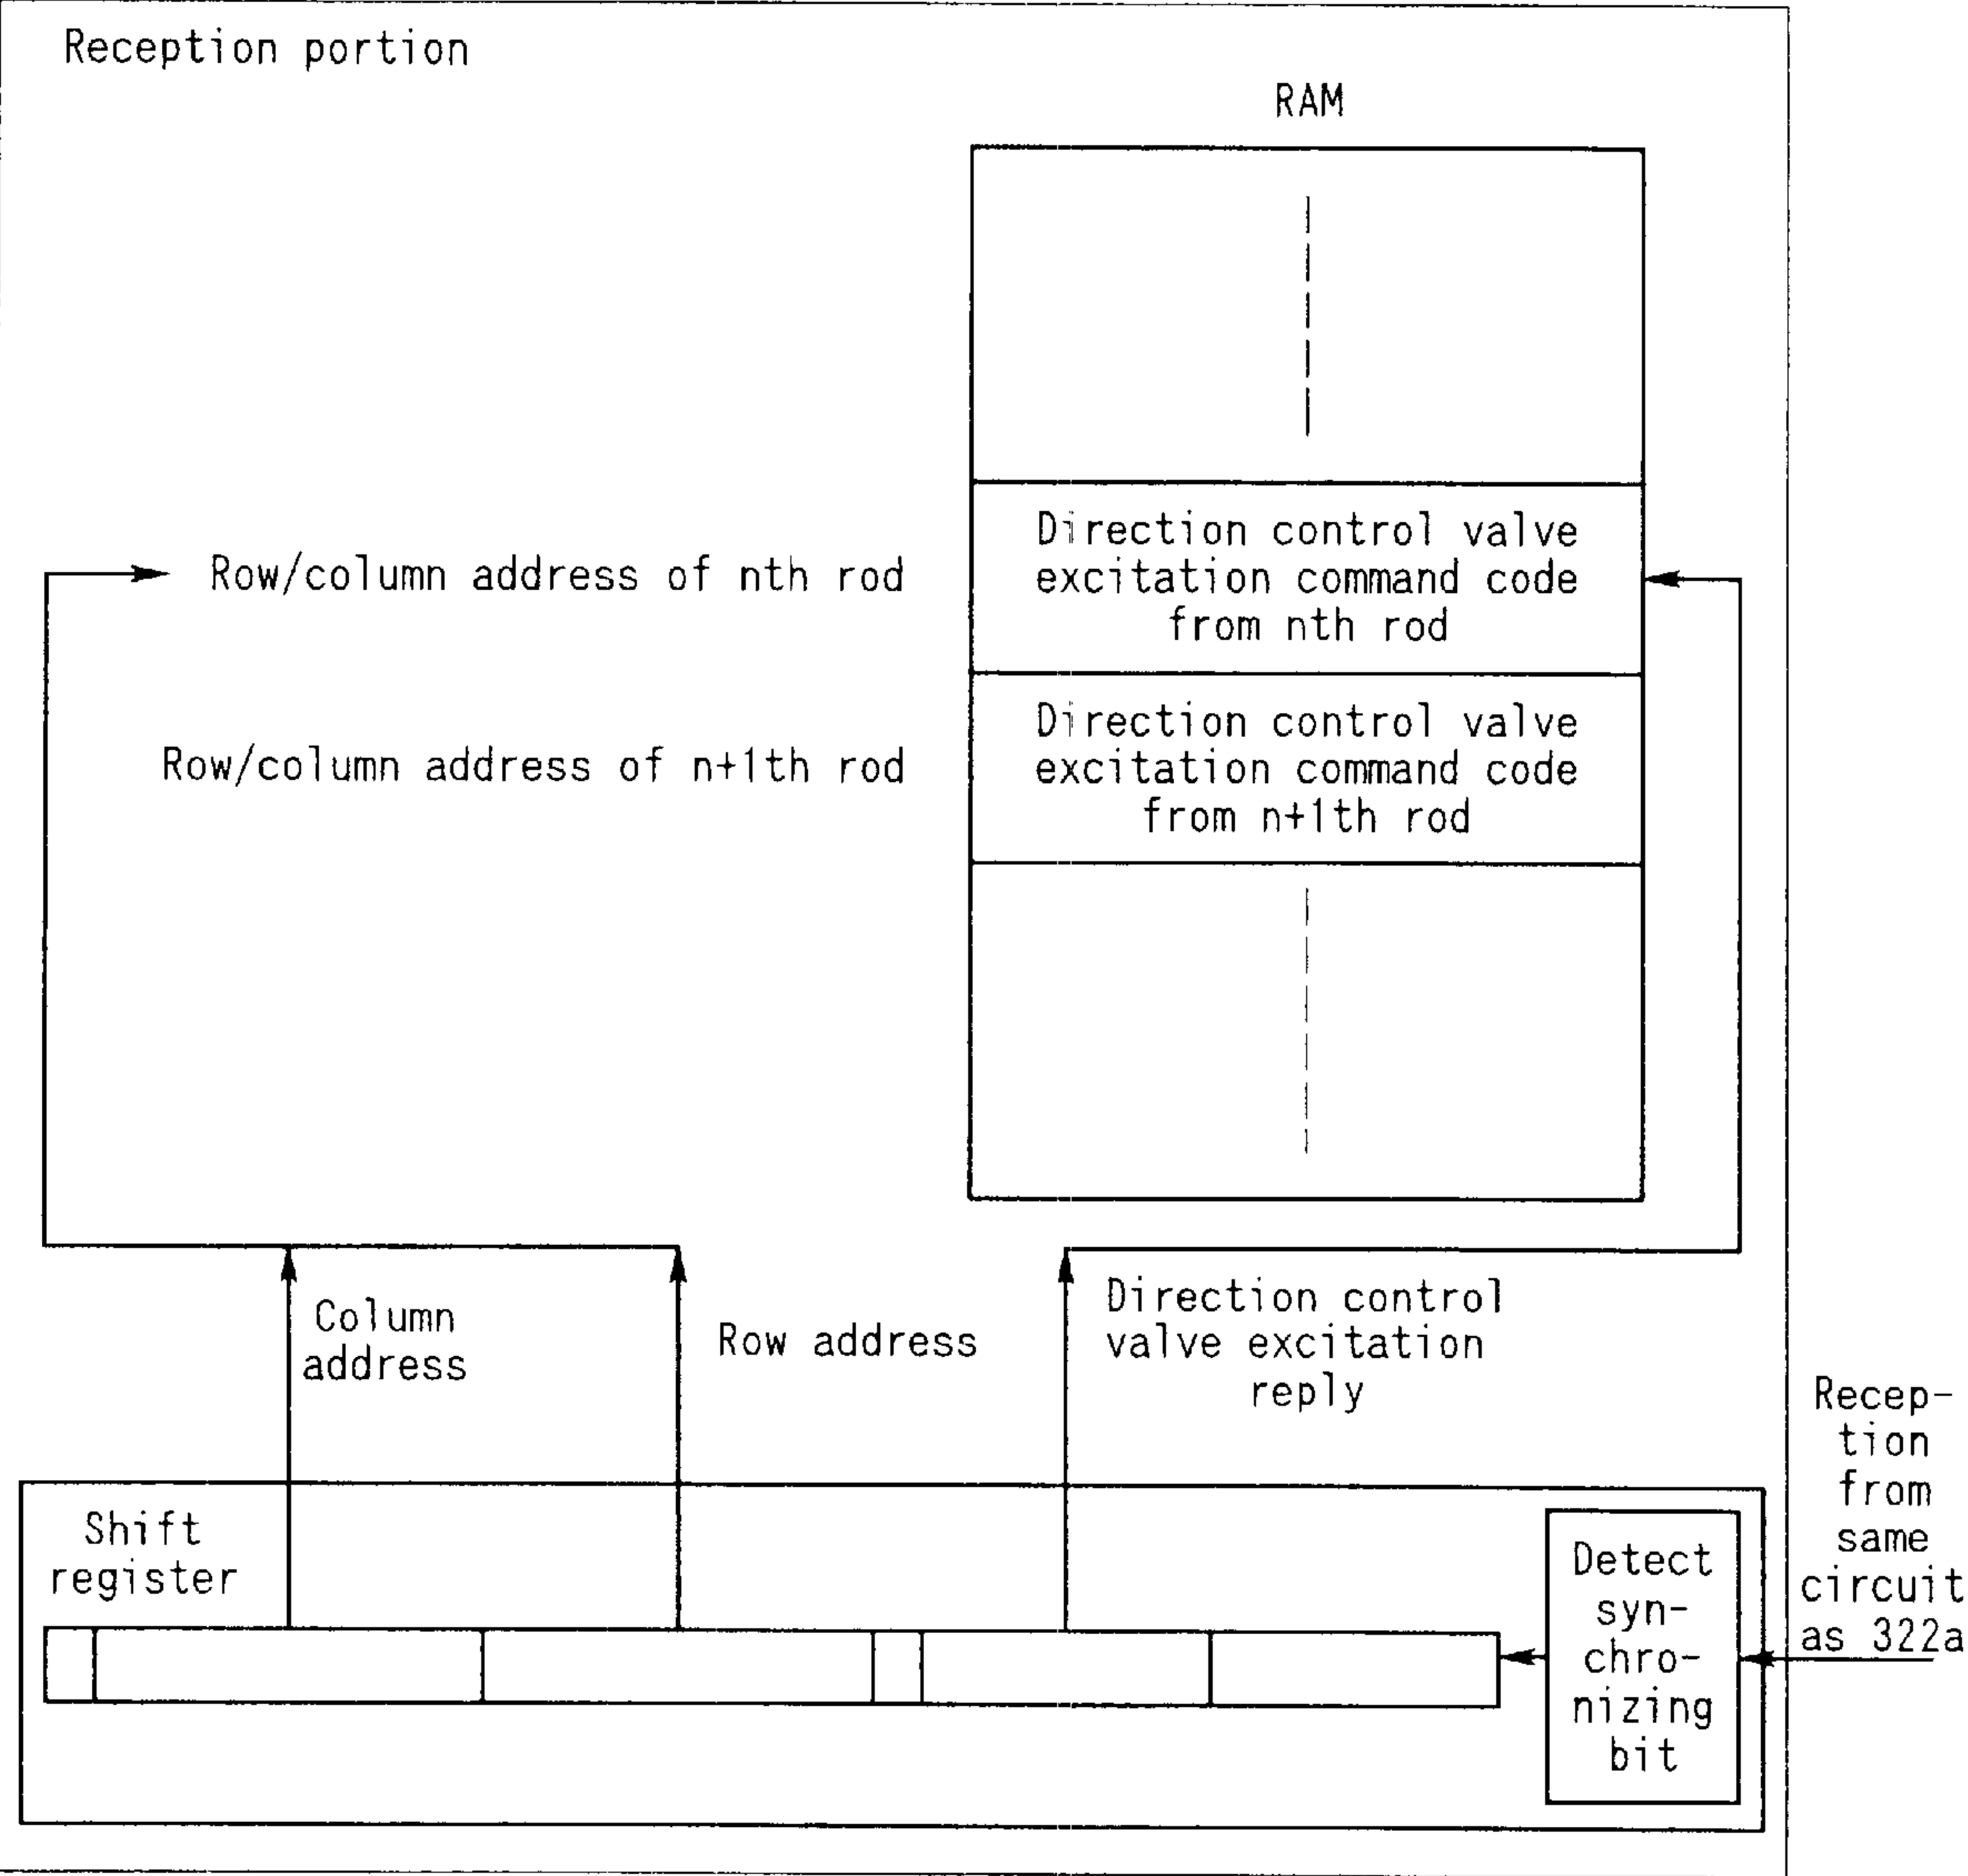 Reception portion
RAM
Row/column address of nth rod
Direction control valve
excitation command code
from nth rod
Row/column address of n+1th rod
Direction control valve
excitation command code
from n+1th rod
Column
address
Row address
Direction control
valve excitation
reply
Recep-
tion
from
same
circuit
as 322a
Shift
register
Detect
syn-
chro-
nizing
bit